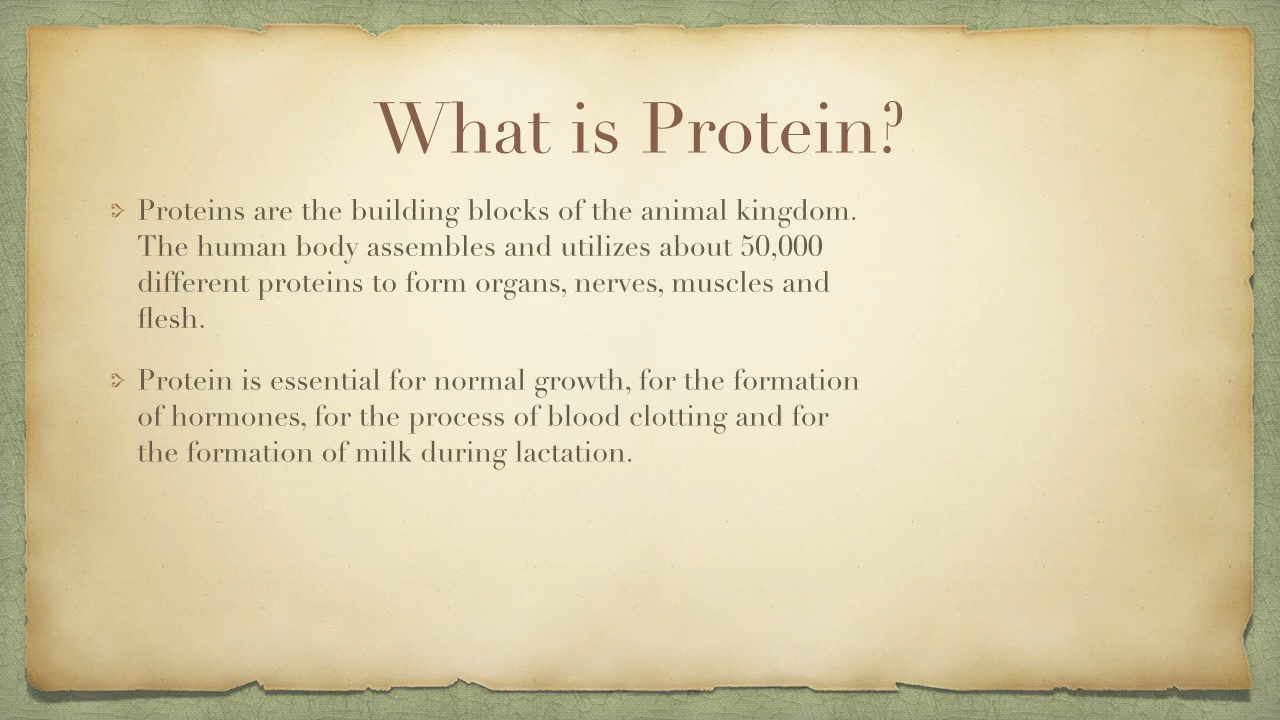 What is Protein?
Proteins are the building blocks of the animal kingdom.
The human body assembles and utilizes about 50,000
different proteins to form organs, nerves, muscles and
flesh.
Protein is essential for normal growth, for the formation
of hormones, for the process of blood clotting and for
the formation of milk during lactation.